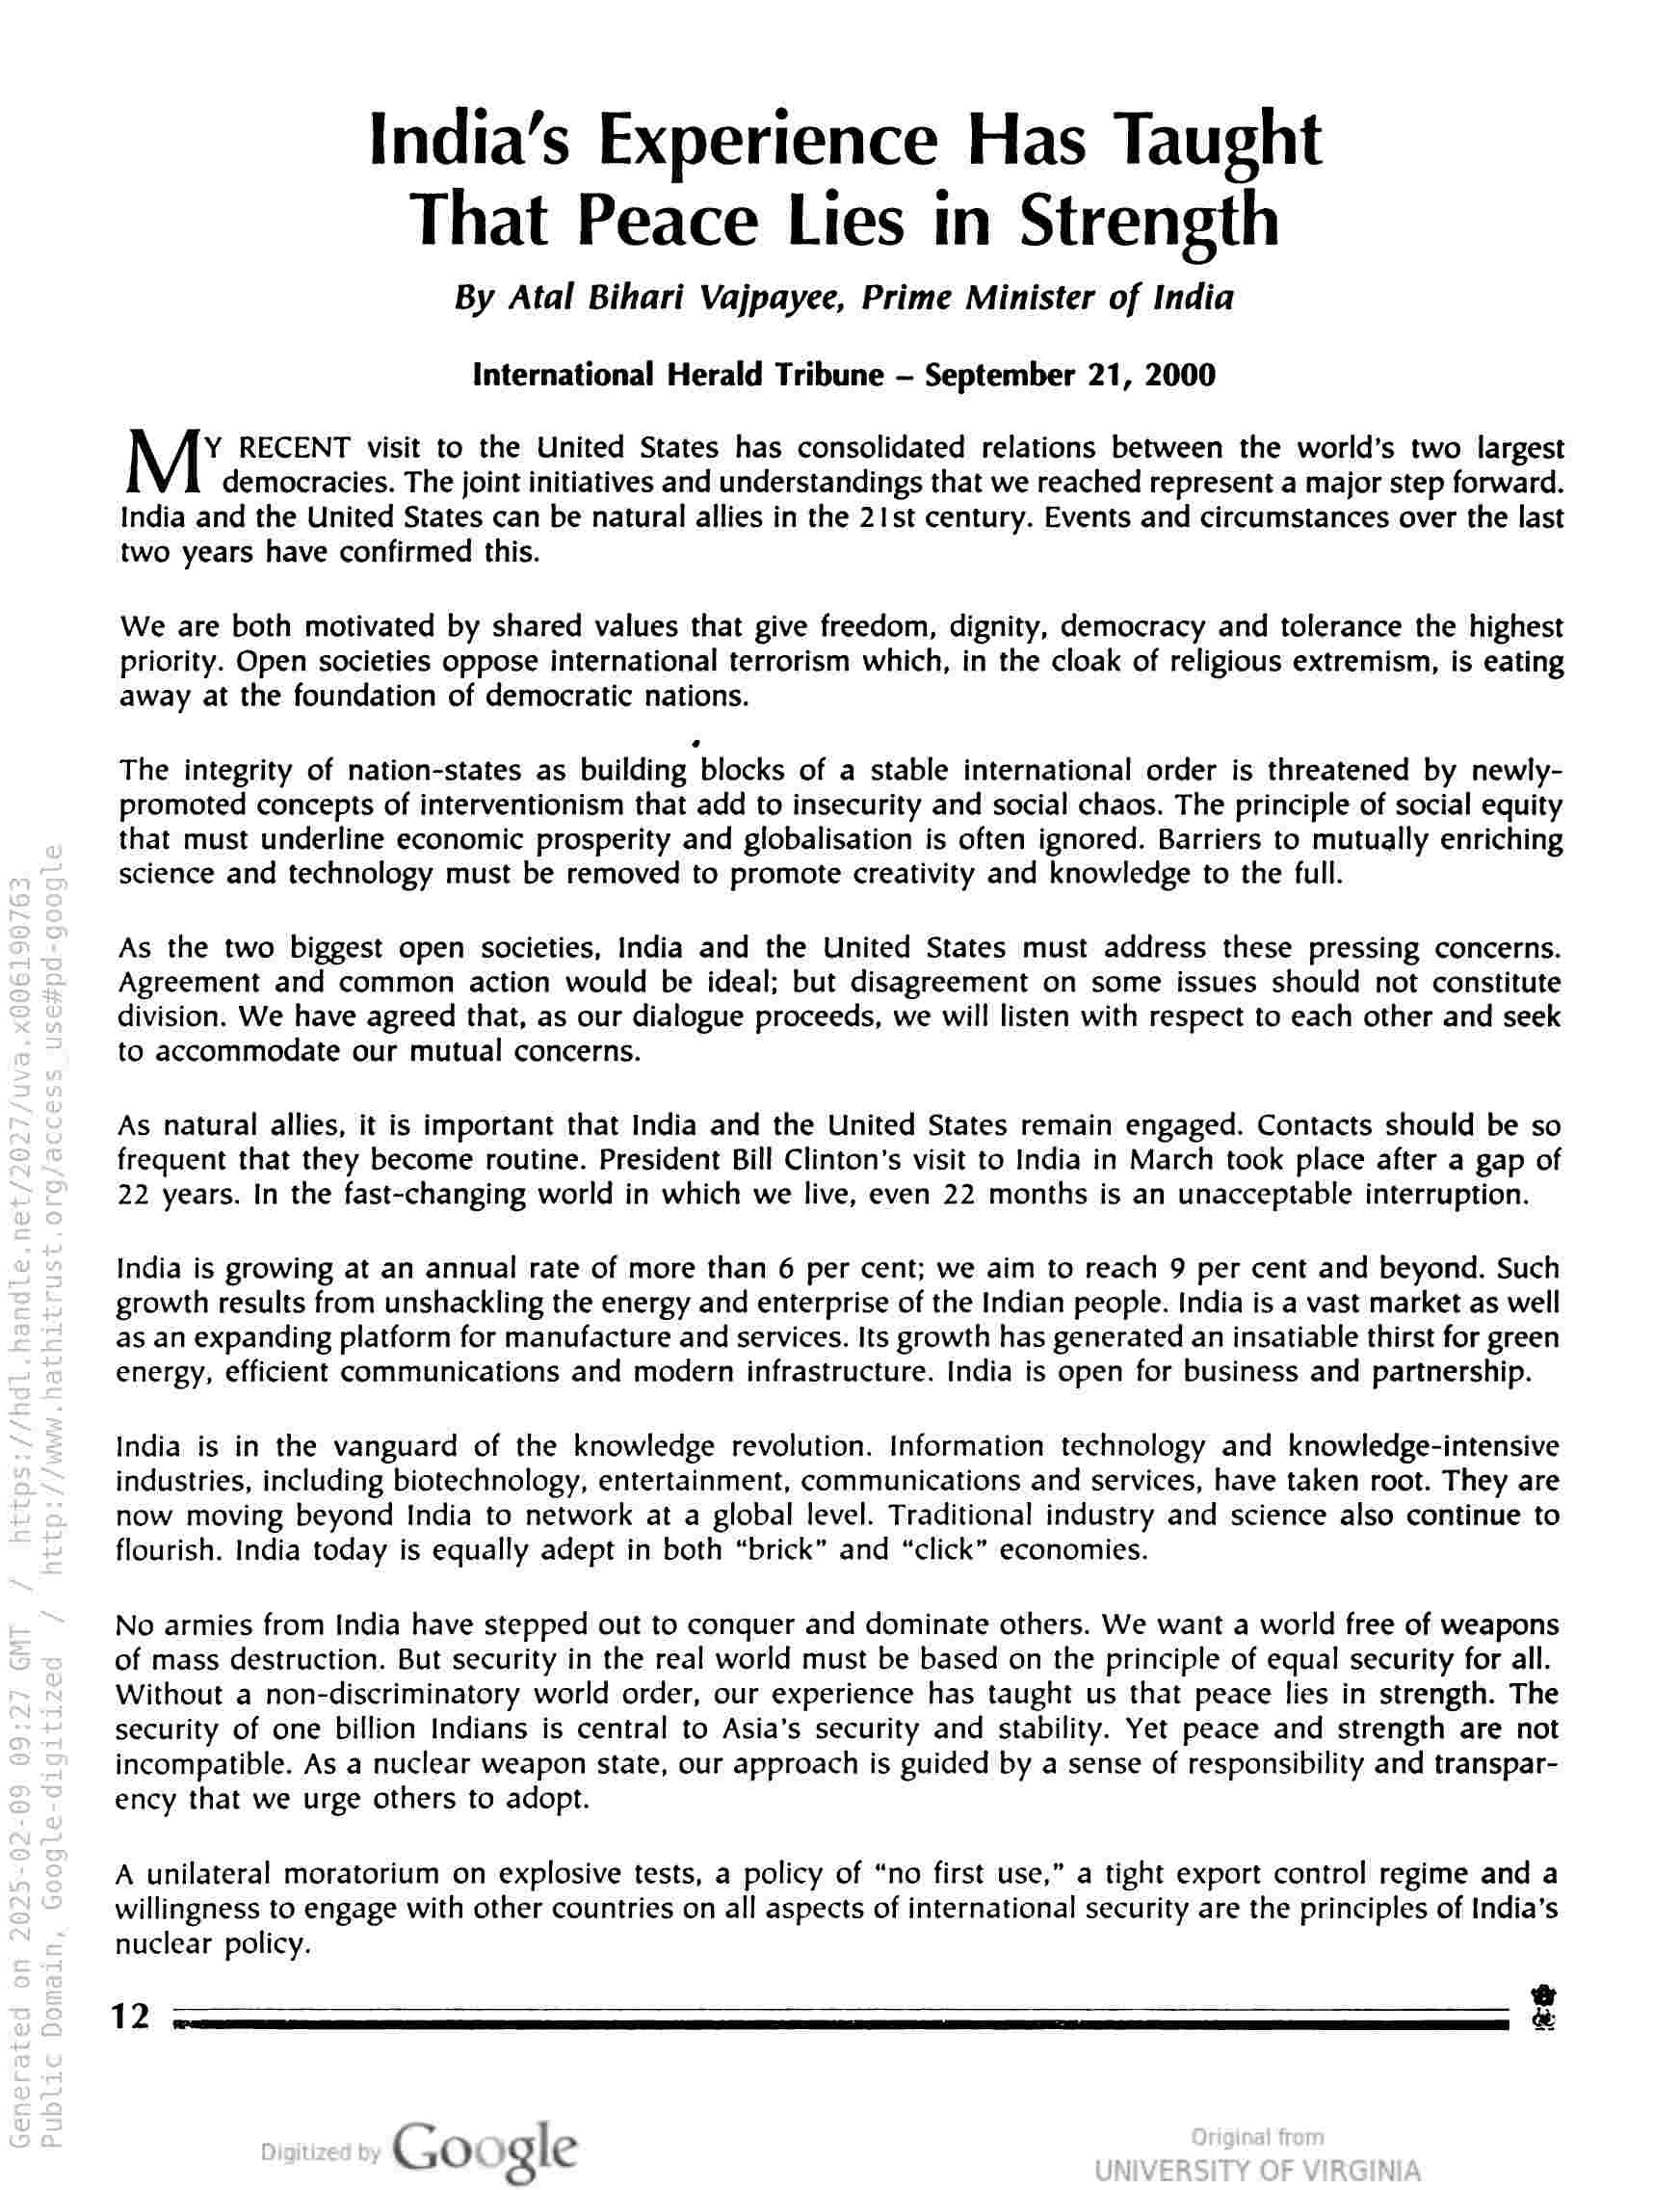 India's Experience Has Taught
That Peace Lies in Strength
By Atal Bihari Vajpayee, Prime Minister of India
International Herald Tribune – September 21, 2000
MY RECENT visit to the United States has consolidated relations between the world's two largest
democracies. The joint initiatives and understandings that we reached represent a major step forward.
India and the United States can be natural allies in the 21st century. Events and circumstances over the last
two years have confirmed this.
We are both motivated by shared values that give freedom, dignity, democracy and tolerance the highest
priority. Open societies oppose international terrorism which, in the cloak of religious extremism, is eating
away at the foundation of democratic nations.
The integrity of nation-states as building blocks of a stable international order is threatened by newly-
promoted concepts of interventionism that add to insecurity and social chaos. The principle of social equity
that must underline economic prosperity and globalisation is often ignored. Barriers to mutually enriching
science and technology must be removed to promote creativity and knowledge to the full.
As the two biggest open societies, India and the United States must address these pressing concerns.
Agreement and common action would be ideal; but disagreement on some issues should not constitute
division. We have agreed that, as our dialogue proceeds, we will listen with respect to each other and seek
to accommodate our mutual concerns.
As natural allies, it is important that India and the United States remain engaged. Contacts should be so
frequent that they become routine. President Bill Clinton's visit to India in March took place after a gap of
22 years. In the fast-changing world in which we live, even 22 months is an unacceptable interruption.
India is growing at an annual rate of more than 6 per cent; we aim to reach 9 per cent and beyond. Such
growth results from unshackling the energy and enterprise of the Indian people. India is a vast market as well
as an expanding platform for manufacture and services. Its growth has generated an insatiable thirst for green
energy, efficient communications and modern infrastructure. India is open for business and partnership.
India is in the vanguard of the knowledge revolution. Information technology and knowledge-intensive
industries, including biotechnology, entertainment, communications and services, have taken root. They are
now moving beyond India to network at a global level. Traditional industry and science also continue to
flourish. India today is equally adept in both “brick” and “click” economies.
No armies from India have stepped out to conquer and dominate others. We want a world free of weapons
of mass destruction. But security in the real world must be based on the principle of equal security for all.
Without a non-discriminatory world order, our experience has taught us that peace lies in strength. The
security of one billion Indians is central to Asia's security and stability. Yet peace and strength are not
incompatible. As a nuclear weapon state, our approach is guided by a sense of responsibility and transpar-
ency that we urge others to adopt.
A unilateral moratorium on explosive tests, a policy of “no first use,” a tight export control regime and a
willingness to engage with other countries on all aspects of international security are the principles of India's
nuclear policy.
12
Generated on 2025-02-09 09:27 GMT / https://hdl.handle.net/2027/uva.x006190763
Public Domain, Google-digitized / http://www.hathitrust.org/access_use#pd-google
Digitized by Google
Original from
UNIVERSITY OF VIRGINIA